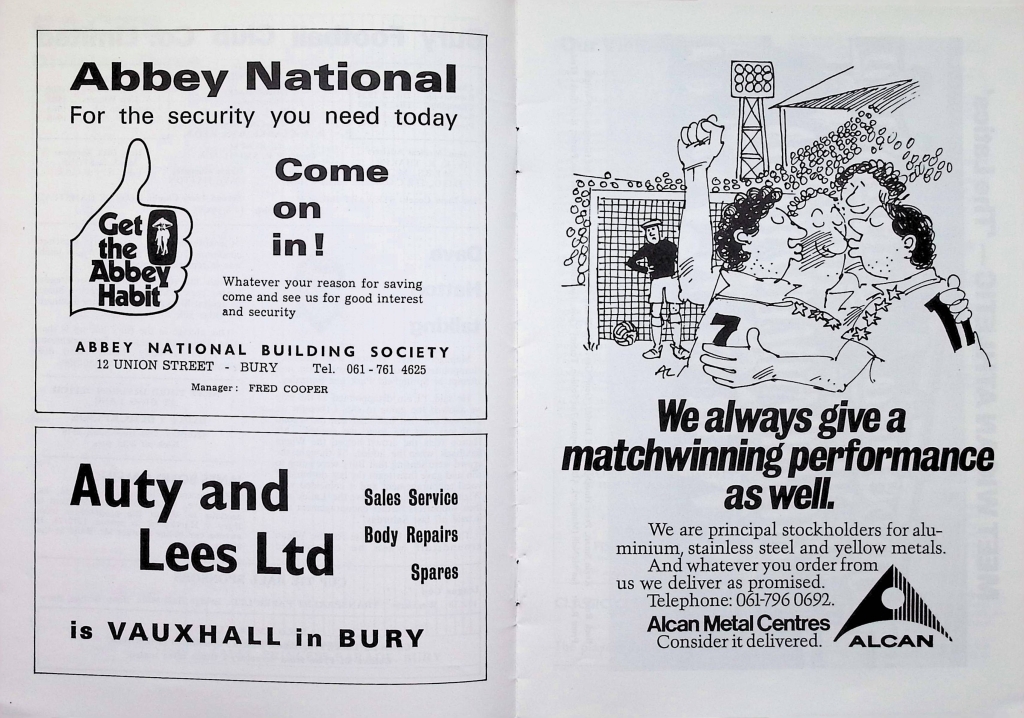 Abbey National
For the security you need today
Get
the
Abbey
Habit
Come
on
in!
Whatever your reason for saving
come and see us for good interest
and security
ABBEY NATIONAL BUILDING SOCIETY
12 UNION STREET - BURY Tel. 061-761 4625
Manager: FRED COOPER
Auty and
Lees Ltd
Sales Service
Body Repairs
Spares
is VAUXHALL in BURY
7
11
AL
We always give a
matchwinning performance
as well.
We are principal stockholders for alu-
minium, stainless steel and yellow metals.
And whatever you order from
us we deliver as promised.
Telephone: 061-796 0692.
Alcan Metal Centres
Consider it delivered.
ALCAN